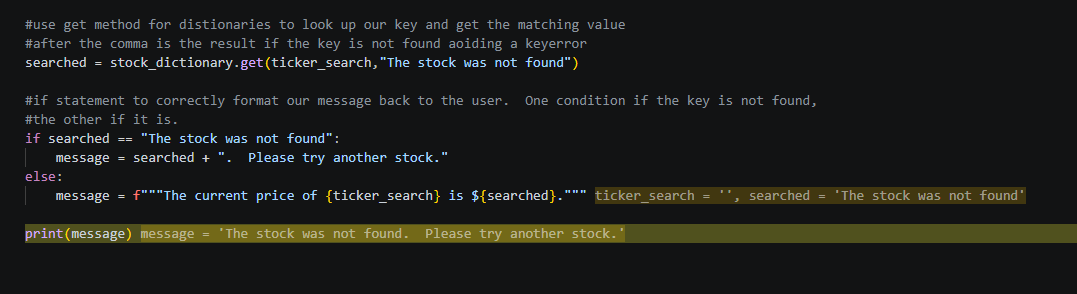 #use get method for distionaries to look up our key and get the matching value
#after the comma is the result if the key is not found aoiding a keyerror
searched = stock_dictionary.get(ticker_search,"The stock was not found")
#if statement to correctly format our message back to the user.  One condition if the key is not found,
#the other if it is.
if searched == "The stock was not found":
    message = searched + ".  Please try another stock."
else:
    message = f"""The current price of {ticker_search} is ${searched}.""" ticker_search = '', searched = 'The stock was not found'
print(message) message = 'The stock was not found.  Please try another stock.'